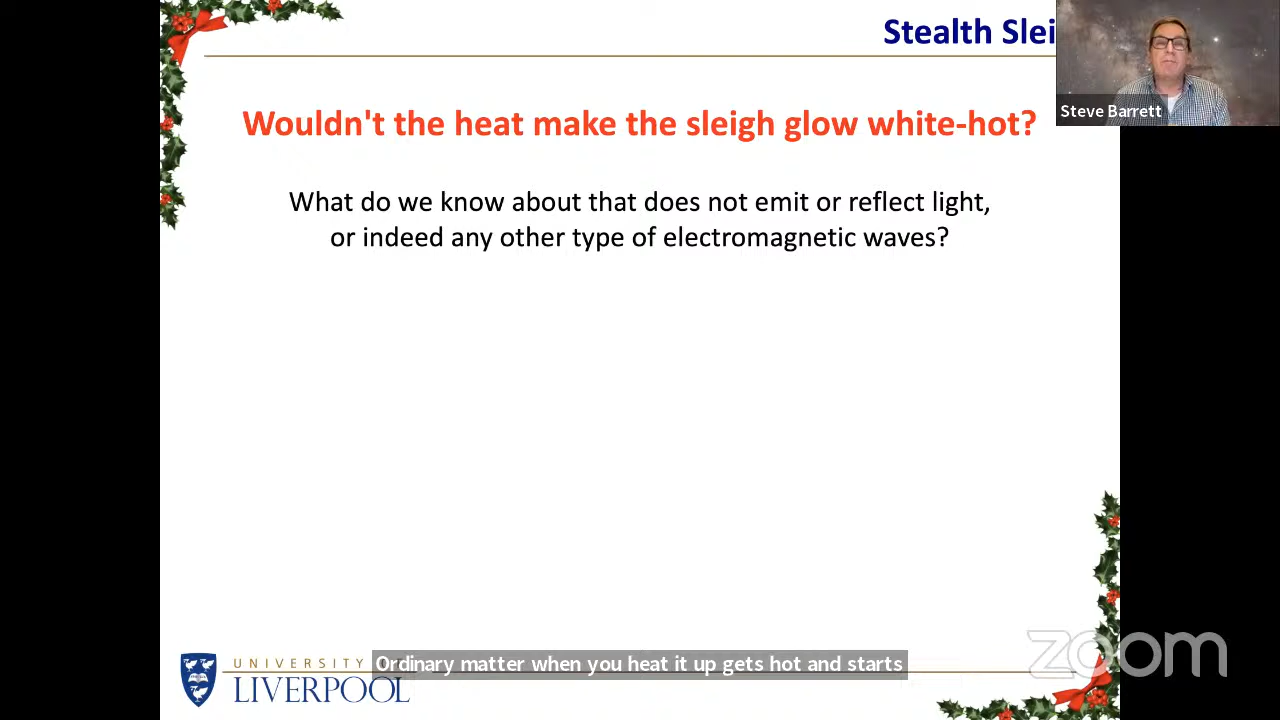 Stealth Slei
Steve Barrett
Wouldn't the heat make the sleigh glow white-hot?
What do we know about that does not emit or reflect light,
or indeed any other type of electromagnetic waves?
zoom
UNIVERSITY
Ordinary matter when you heat it up gets hot and starts
LIVERPOOL